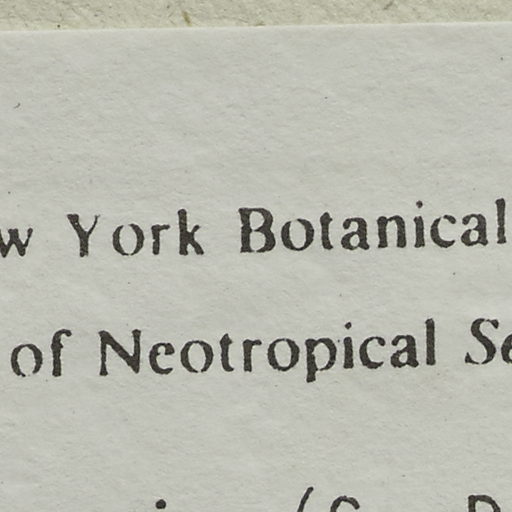 w York Botanical
of Neotropical Se